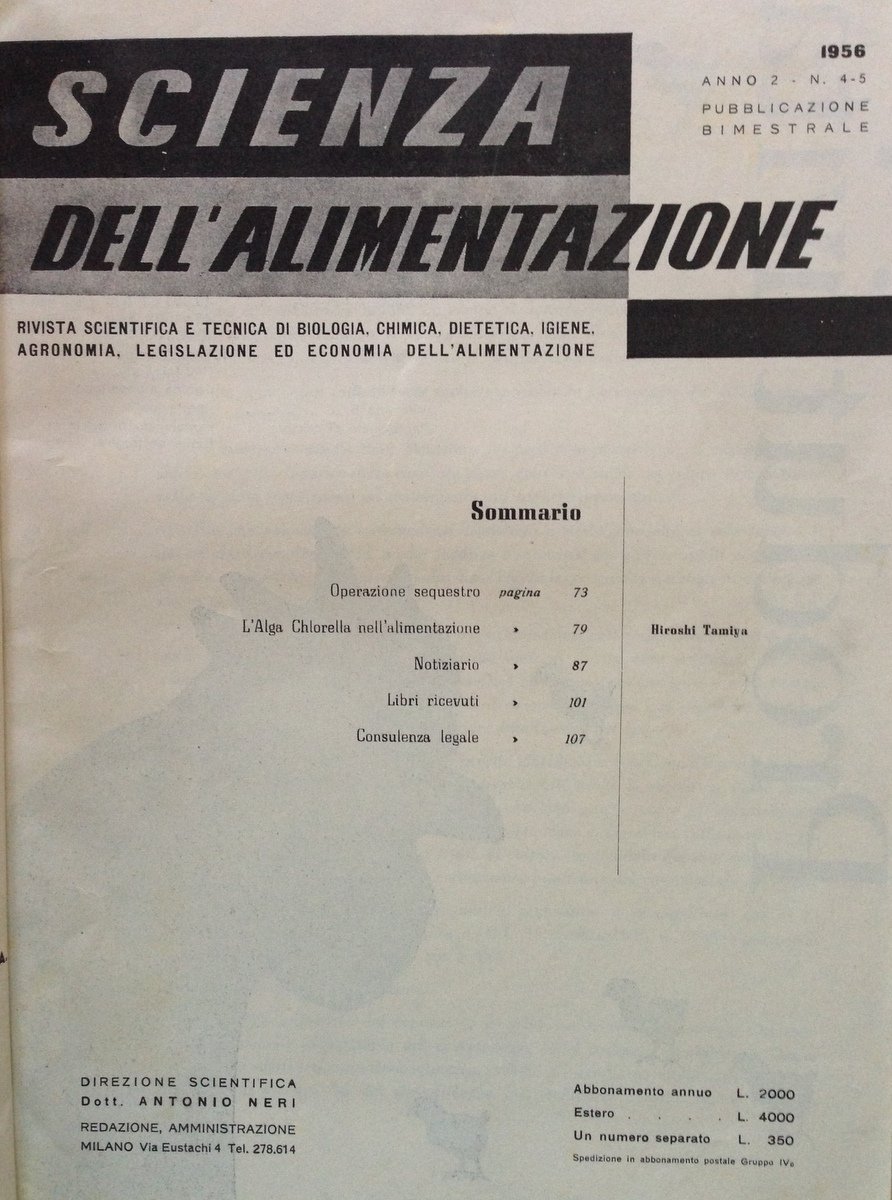 SCIENZA
DELL'ALIMENTAZIONE
1956
ANNO 2 - N. 4-5
PUBBLICAZIONE
BIMESTRALE
RIVISTA SCIENTIFICA E TECNICA DI BIOLOGIA, CHIMICA, DIETETICA, IGIENE,
AGRONOMIA, LEGISLAZIONE ED ECONOMIA DELL'ALIMENTAZIONE
Sommario
Operazione sequestro pagina 73
L'Alga Chlorella nell'alimentazione » 79 Hiroshi Tamiya
Notiziario » 87
Libri ricevuti » 101
Consulenza legale » 107
DIREZIONE SCIENTIFICA
Dott. ANTONIO NERI
REDAZIONE, AMMINISTRAZIONE
MILANO Via Eustachi 4 Tel. 278.614
Abbonamento annuo L. 2000
Estero . . . . L. 4000
Un numero separato L. 350
Spedizione in abbonamento postale Gruppo IVo